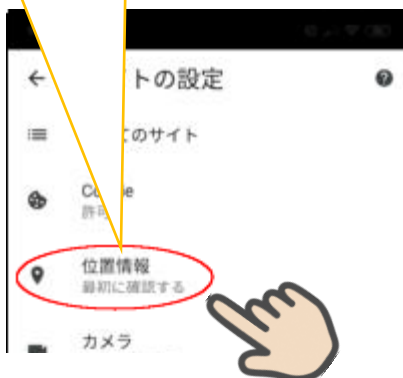 トの設定
のサイト
許可
位置情報
最初に確認する
カメラ